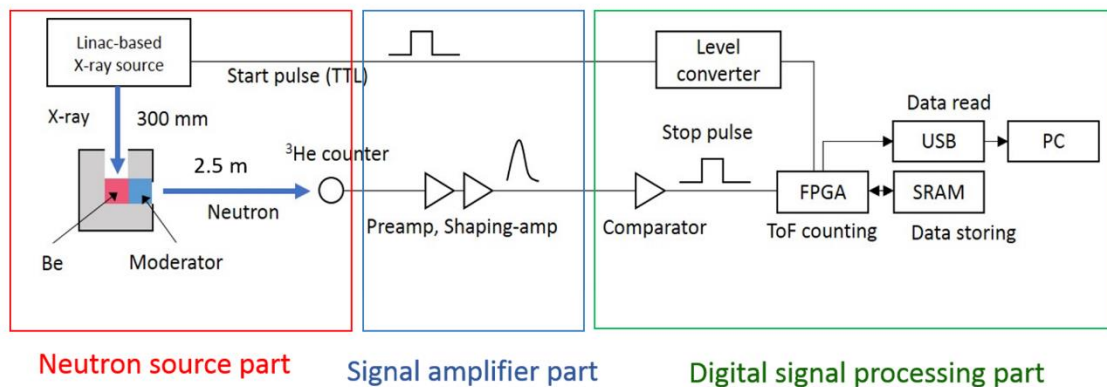 Linac-based
X-ray source
Start pulse (TTL)
Level
converter
X-ray
300 mm
Data read
USB
PC
Stop pulse
³He counter
2.5 m
Neutron
FPGA
SRAM
Preamp, Shaping-amp
Comparator
ToF counting
Data storing
Be
Moderator
Neutron source part
Signal amplifier part
Digital signal processing part